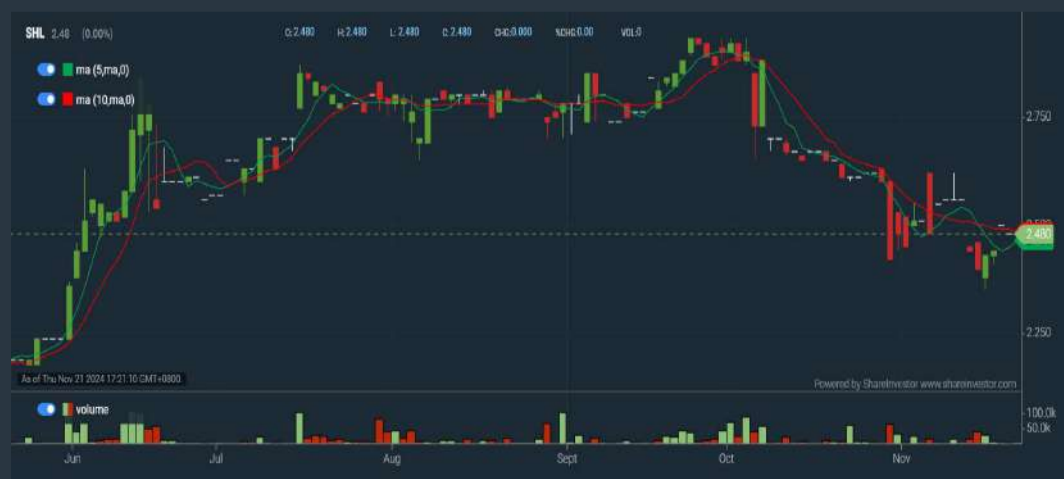 SHL 2.48 (0.00%) O: 2.480 H: 2.480 L: 2.480 C: 2.480 CHG:0.000 %CHG:0.00 VOL:0
ma (5,ma,0)
ma (10,ma,0)
2.750
2.500
2.480
2.250
As of Thu Nov 21 2024 17:21:10 GMT+0800
Powered by ShareInvestor www.shareinvestor.com
volume
100.0k
50.0k
Jun Jul Aug Sept Oct Nov